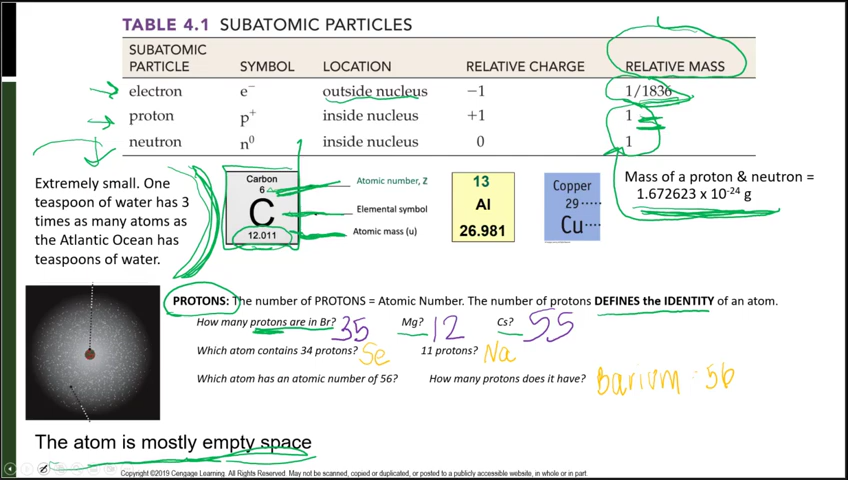 TABLE 4.1 SUBATOMIC PARTICLES
SUBATOMIC PARTICLE SYMBOL LOCATION RELATIVE CHARGE RELATIVE MASS
electron e⁻ outside nucleus −1 1/1836
proton p⁺ inside nucleus +1 1
neutron n⁰ inside nucleus 0 1
Extremely small. One
teaspoon of water has 3
times as many atoms as
the Atlantic Ocean has
teaspoons of water.
Carbon
6
C
12.011
Atomic number, Z
Elemental symbol
Atomic mass (u)
13
Al
26.981
Copper
29
Cu
Mass of a proton & neutron =
1.672623 x 10⁻²⁴ g
PROTONS: The number of PROTONS = Atomic Number. The number of protons DEFINES the IDENTITY of an atom.
How many protons are in Br? 35 Mg? 12 Cs? 55
Which atom contains 34 protons? Se 11 protons? Na
Which atom has an atomic number of 56? How many protons does it have? Barium - 56
The atom is mostly empty space
Copyright ©2019 Cengage Learning. All Rights Reserved. May not be scanned, copied or duplicated, or posted to a publicly accessible website, in whole or in part.